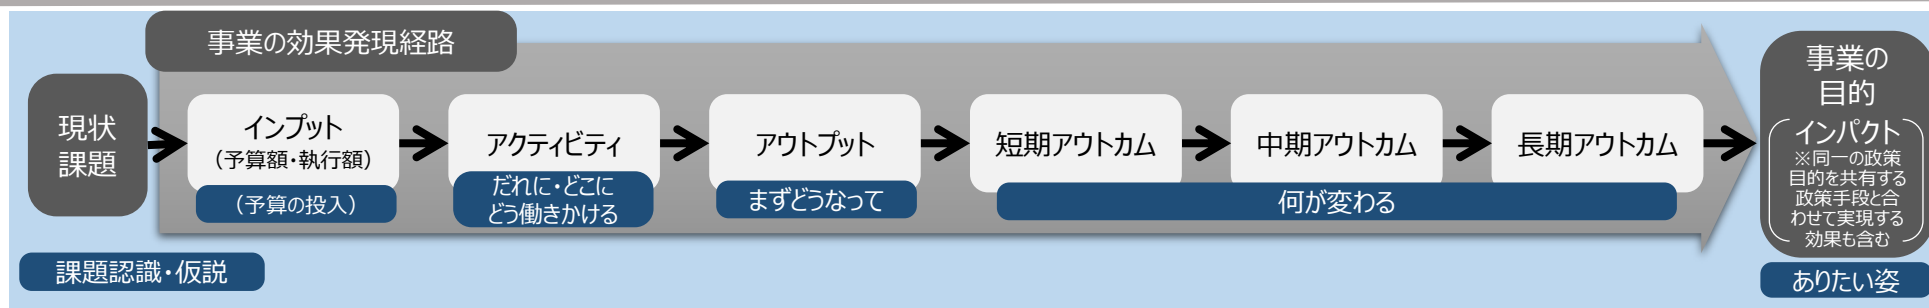 事業の効果発現経路
現状
課題
インプット
（予算額・執行額）
（予算の投入）
アクティビティ
だれに・どこに
どう働きかける
アウトプット
まずどうなって
短期アウトカム
中期アウトカム
長期アウトカム
何が変わる
事業の
目的
インパクト
※同一の政策
目的を共有する
政策手段と合
わせて実現する
効果も含む
課題認識・仮説
ありたい姿